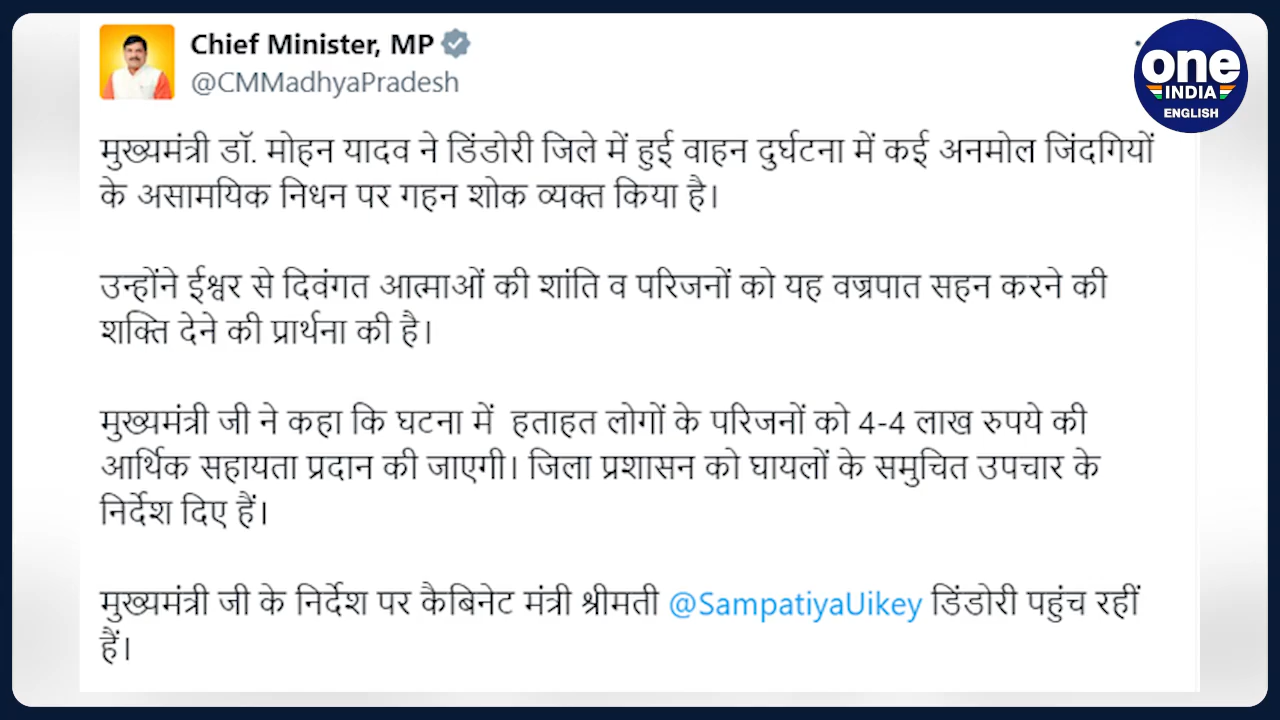 Chief Minister, MP
@CMMadhyaPradesh
one
INDIA
ENGLISH
मुख्यमंत्री डॉ. मोहन यादव ने डिंडोरी जिले में हुई वाहन दुर्घटना में कई अनमोल जिंदगियों
के असामयिक निधन पर गहन शोक व्यक्त किया है।
उन्होंने ईश्वर से दिवंगत आत्माओं की शांति व परिजनों को यह वज्रपात सहन करने की
शक्ति देने की प्रार्थना की है।
मुख्यमंत्री जी ने कहा कि घटना में हताहत लोगों के परिजनों को 4-4 लाख रुपये की
आर्थिक सहायता प्रदान की जाएगी। जिला प्रशासन को घायलों के समुचित उपचार के
निर्देश दिए हैं।
मुख्यमंत्री जी के निर्देश पर कैबिनेट मंत्री श्रीमती @SampatiyaUikey डिंडोरी पहुंच रहीं
हैं।